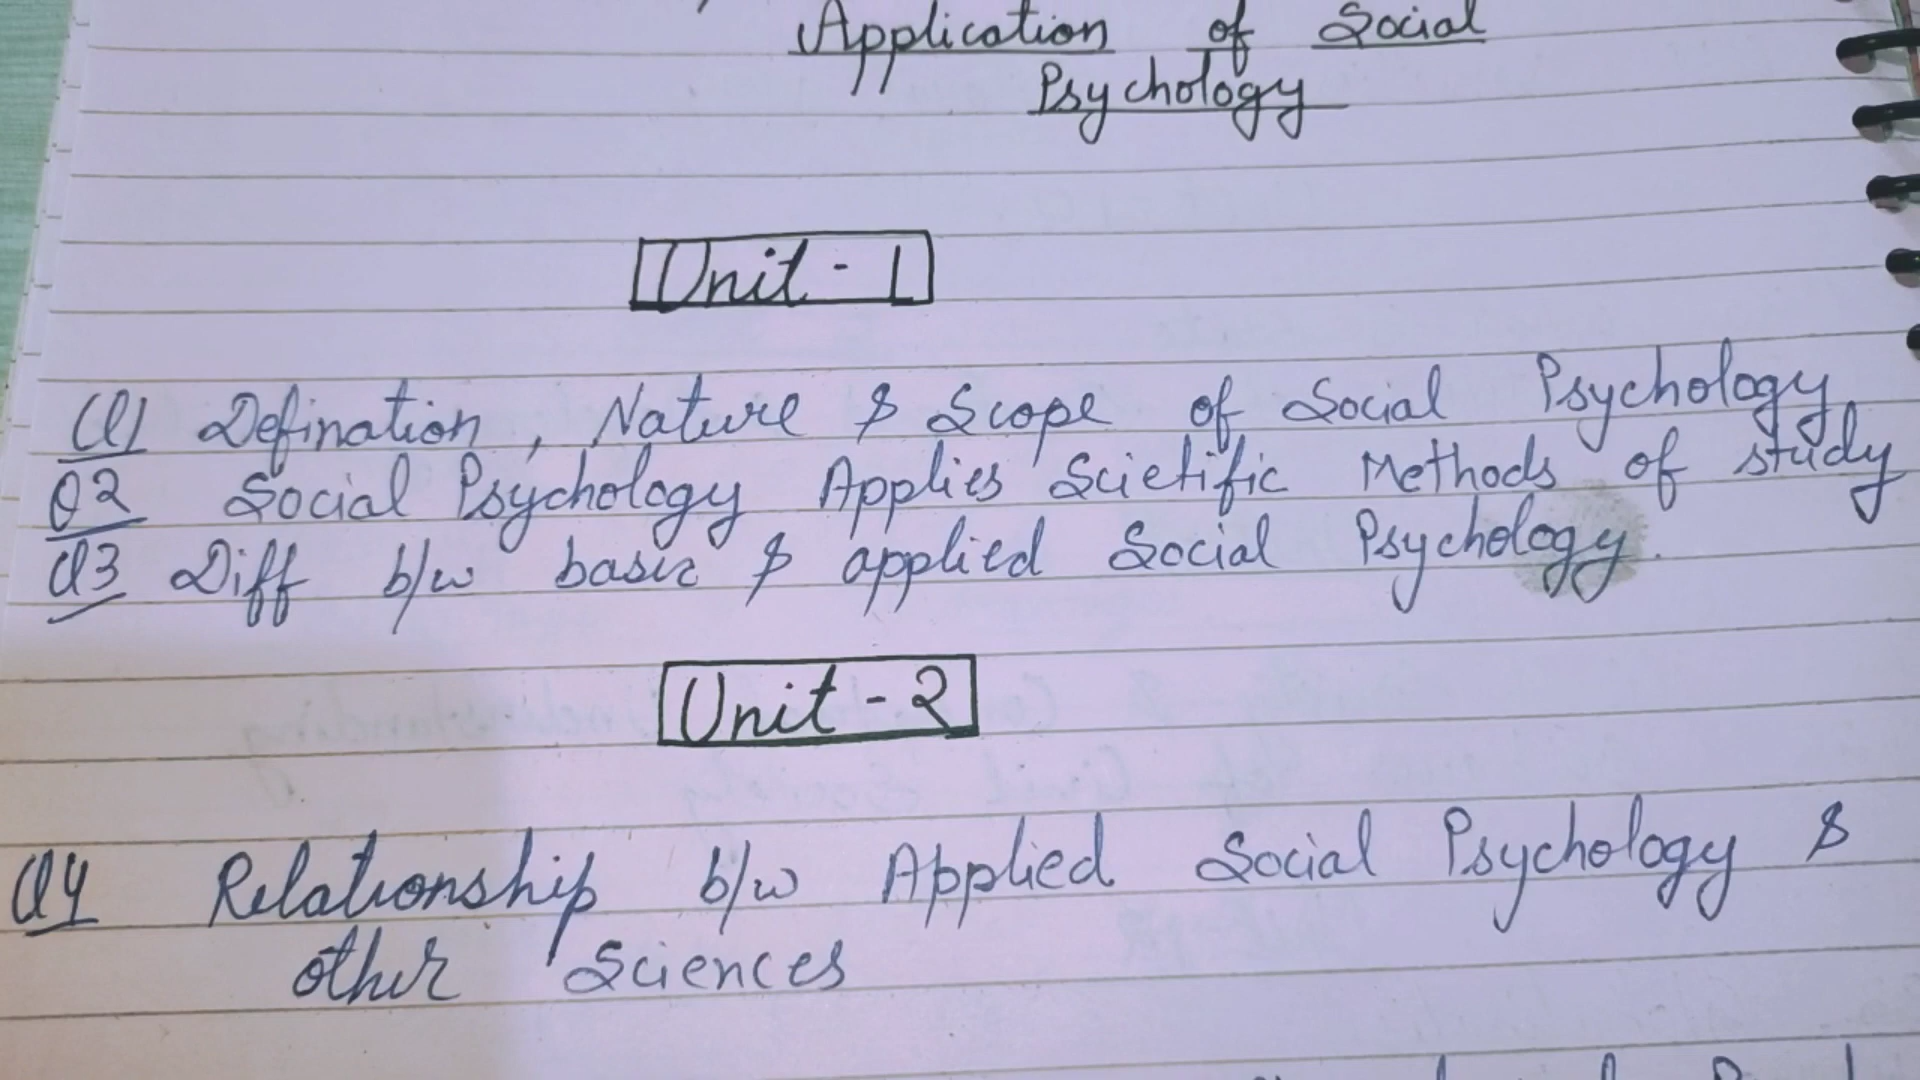 Application of Social
Psychology
Unit - 1
Q1 Defination, Nature & Scope of Social Psychology
Q2 Social Psychology Applies Scietific Methods of study
Q3 Diff b/w basic & applied Social Psychology.
Unit - 2
Q4 Relationship b/w Applied Social Psychology &
other Sciences